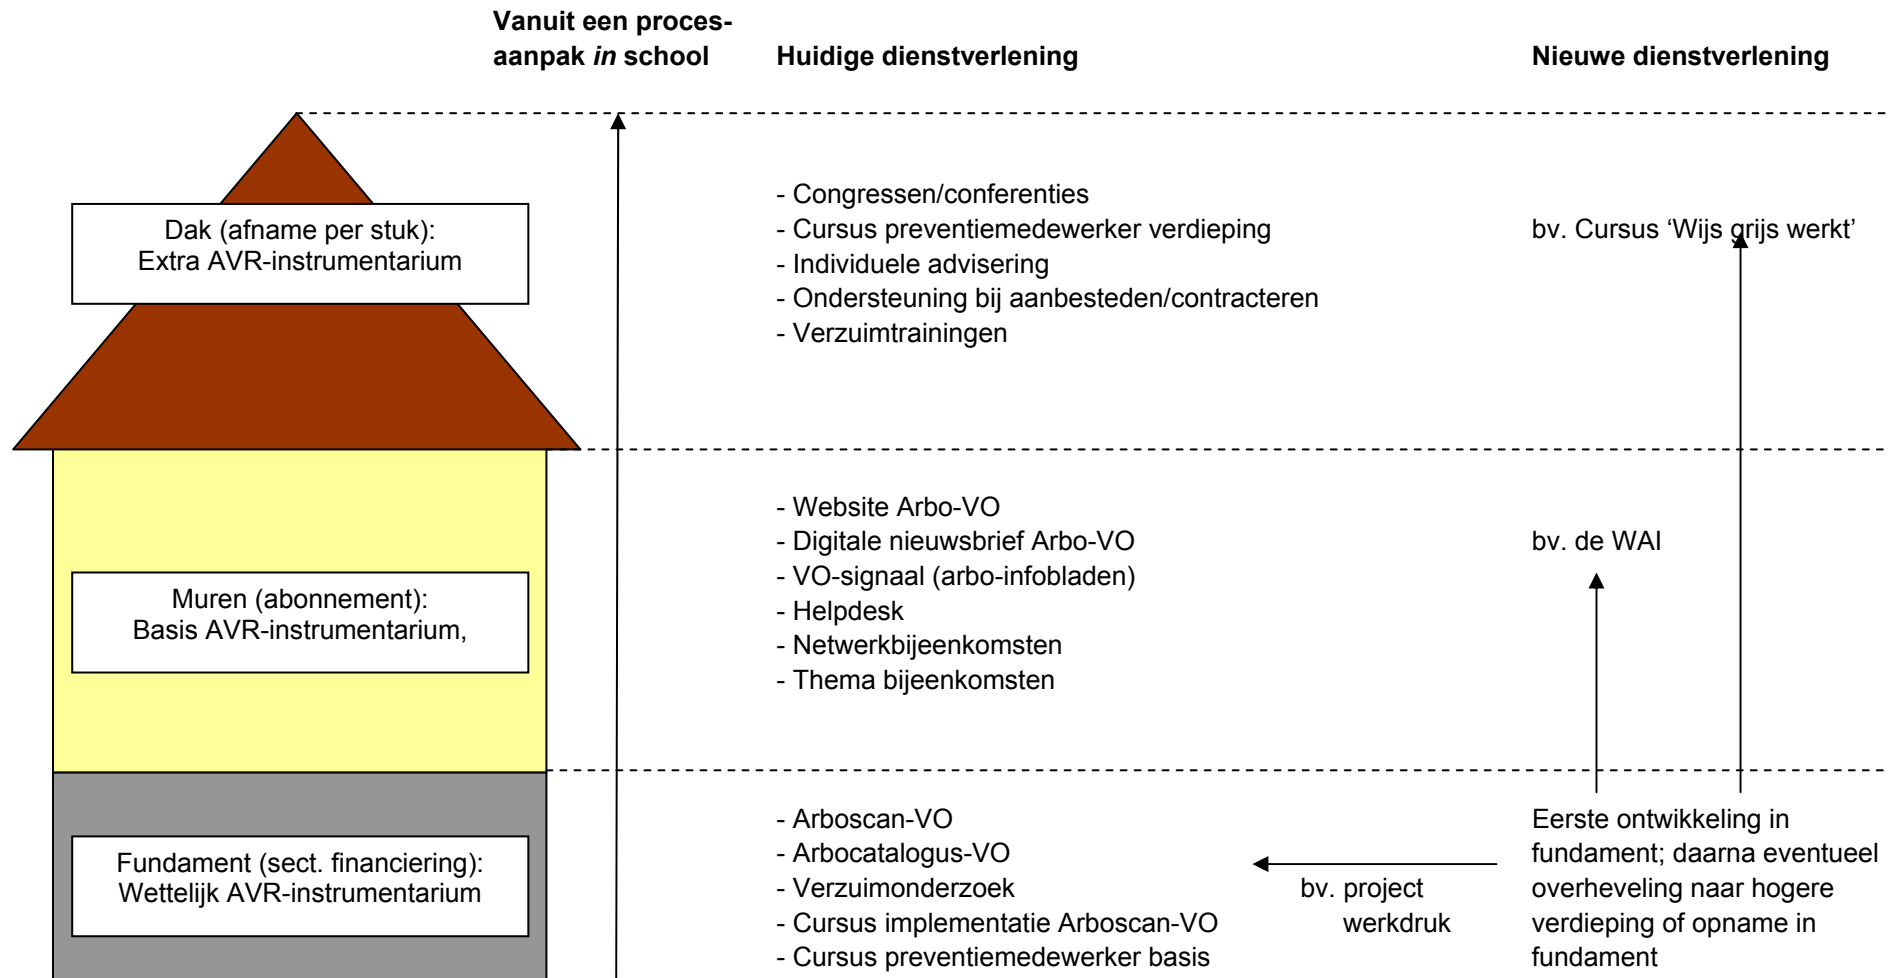 Vanuit een proces-
aanpak in school
Huidige dienstverlening
Nieuwe dienstverlening
Dak (afname per stuk):
Extra AVR-instrumentarium
- Congressen/conferenties
- Cursus preventiemedewerker verdieping
- Individuele advisering
- Ondersteuning bij aanbesteden/contracteren
- Verzuimtrainingen
bv. Cursus ‘Wijs grijs werkt’
Muren (abonnement):
Basis AVR-instrumentarium,
- Website Arbo-VO
- Digitale nieuwsbrief Arbo-VO
- VO-signaal (arbo-infobladen)
- Helpdesk
- Netwerkbijeenkomsten
- Thema bijeenkomsten
bv. de WAI
Fundament (sect. financiering):
Wettelijk AVR-instrumentarium
- Arboscan-VO
- Arbocatalogus-VO
- Verzuimonderzoek
- Cursus implementatie Arboscan-VO
- Cursus preventiemedewerker basis
bv. project
werkdruk
Eerste ontwikkeling in
fundament; daarna eventueel
overheveling naar hogere
verdieping of opname in
fundament